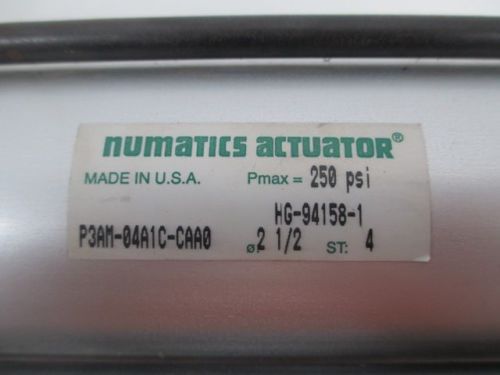 numatics actuator®
MADE IN U.S.A. Pmax = 250 psi
HG-94158-1
P3AM-04A1C-CAA0 ø: 2 1/2 ST: 4